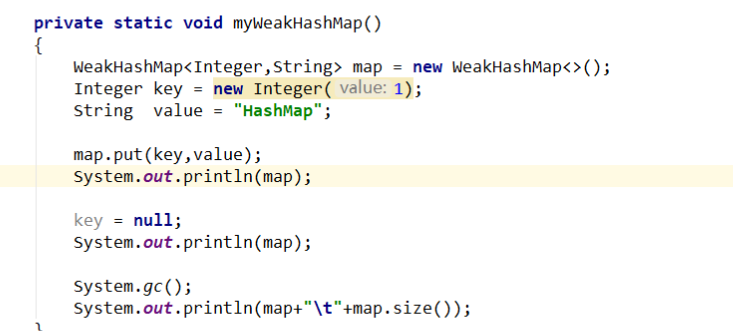 private static void myWeakHashMap()
{
WeakHashMap<Integer,String> map = new WeakHashMap<>();
Integer key = new Integer( value: 1);
String  value = "HashMap";
map.put(key,value);
System.out.println(map);
key = null;
System.out.println(map);
System.gc();
System.out.println(map+"\t"+map.size());
}